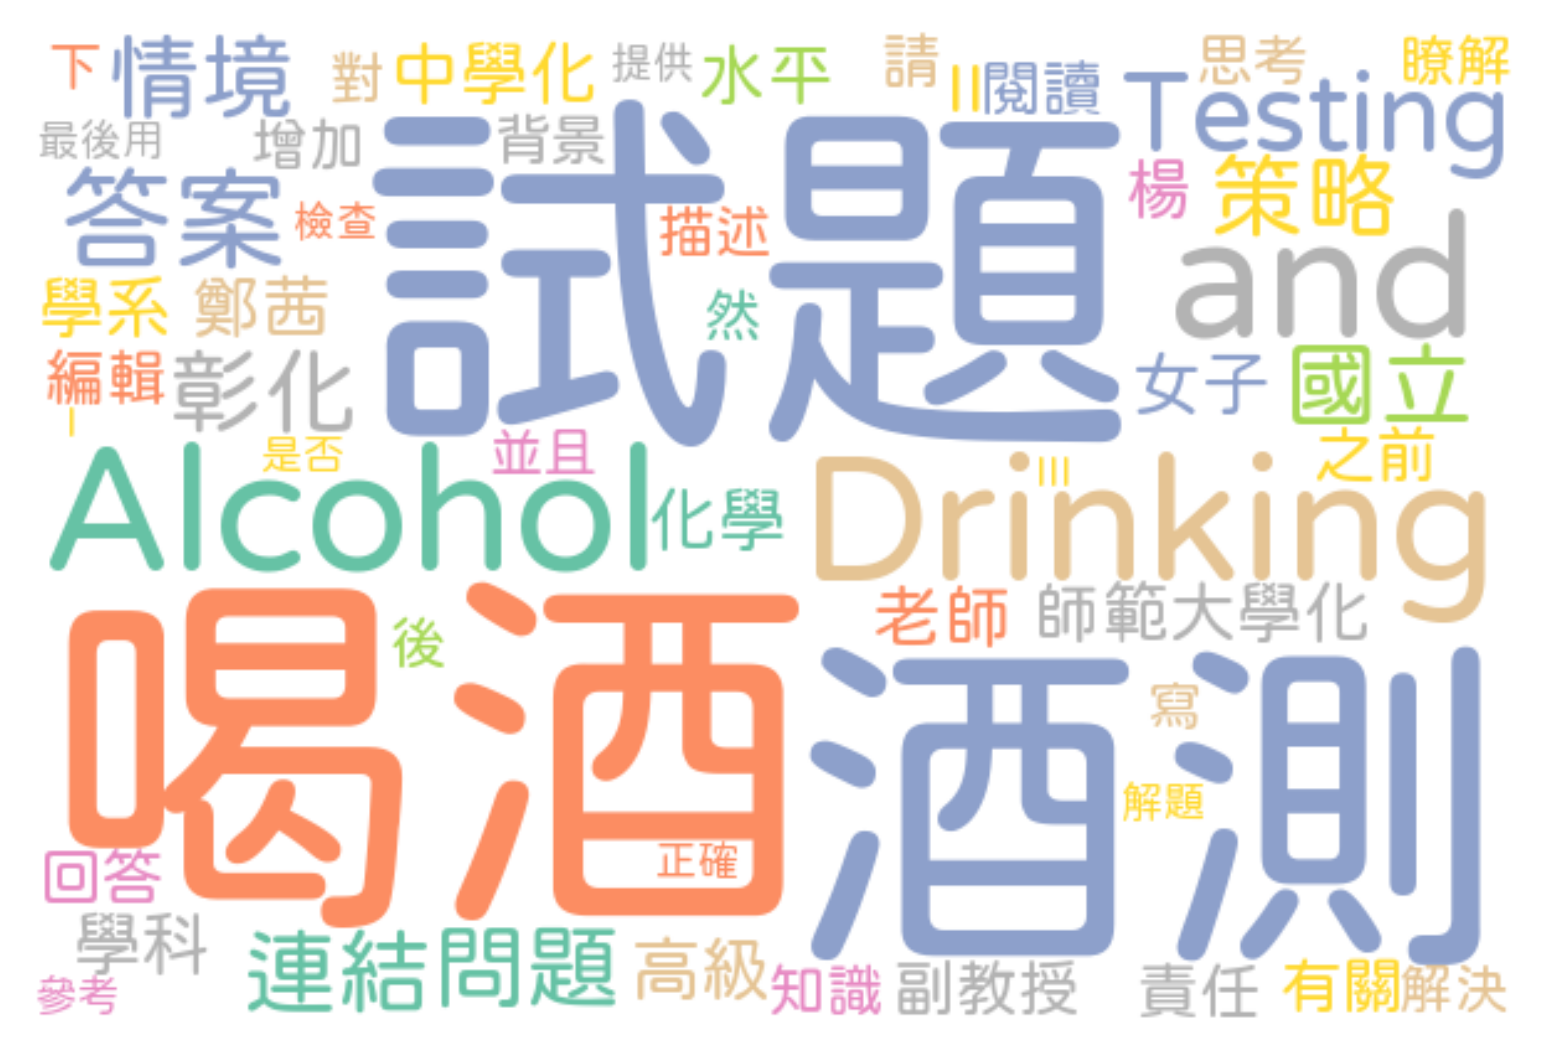 下
情境
對
中學化
提供
水平
請
II
閱讀
Testing
思考
瞭解
最後用
增加
試題
背景
答案
檢查
描述
楊
策略
and
學系
鄭茜
然
編輯
彰化
女子
國立
I
是否
並且
之前
Alcohol
化學
Drinking
III
喝酒
後
老師
師範大學化
酒測
寫
解題
正確
回答
學科
連結
問題
高級
知識
副教授
責任
有關
解決
參考